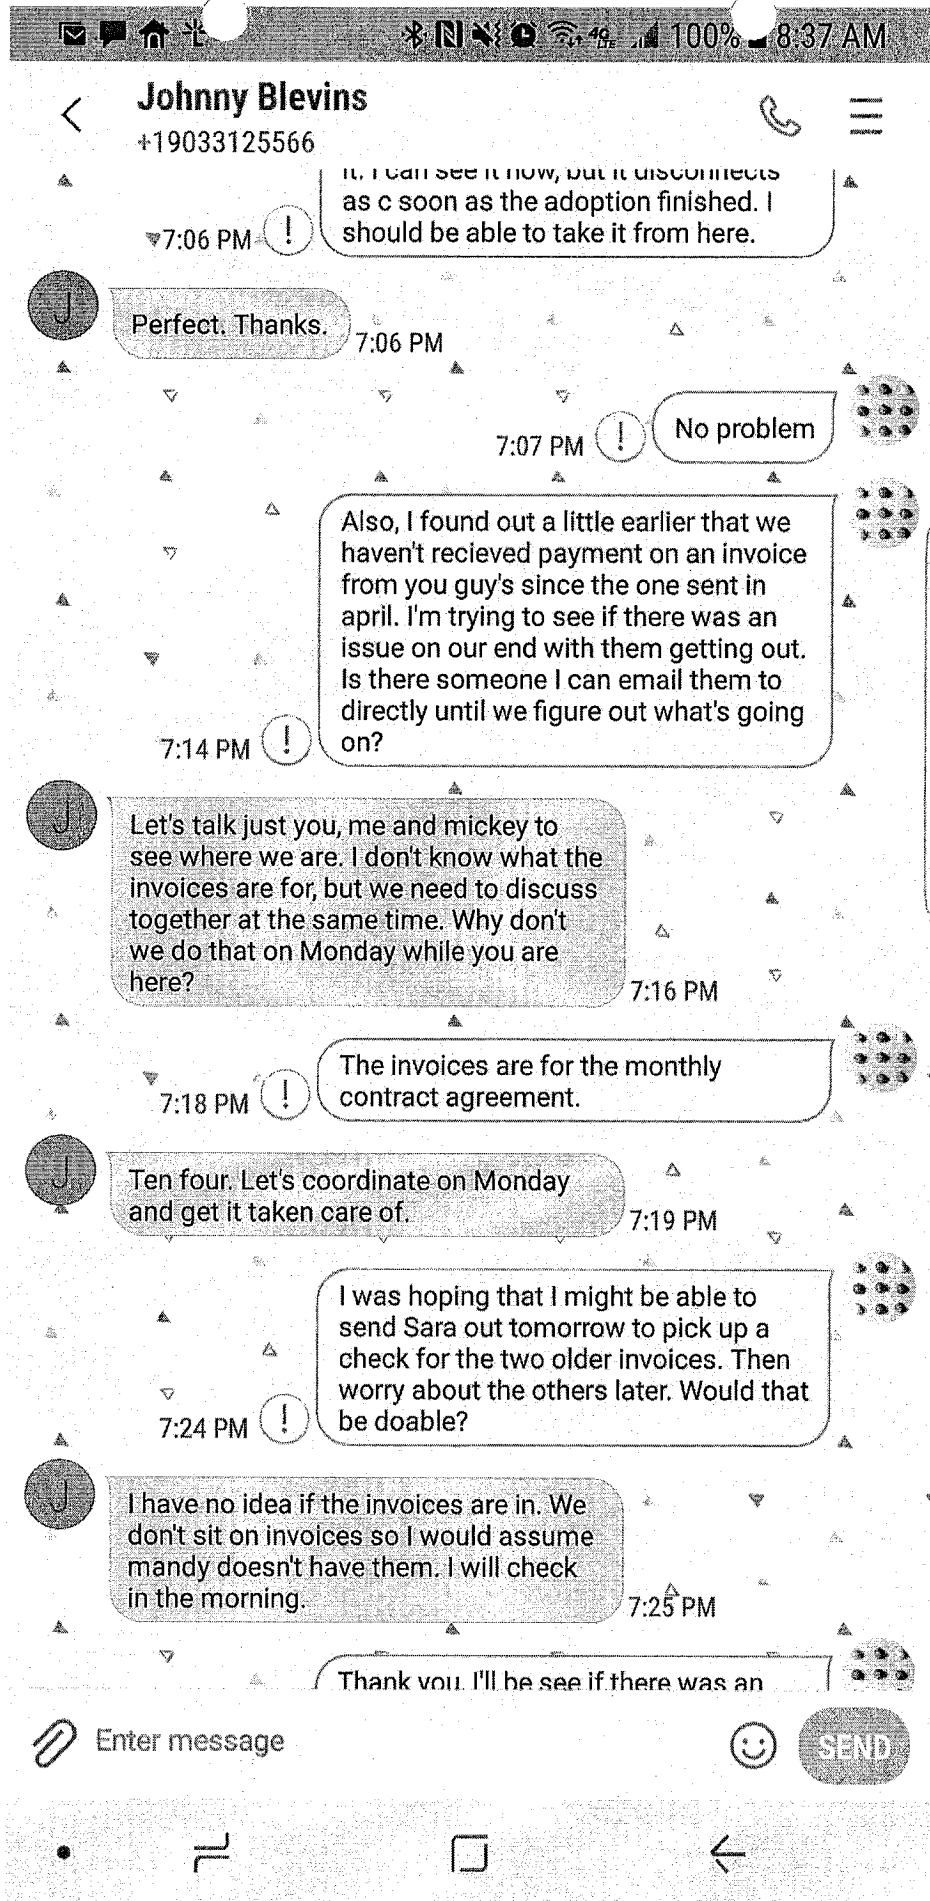 4G LTE 100% 8:37 AM
Johnny Blevins
+19033125566
it. I can see it now, but it disconnects
as c soon as the adoption finished. I
should be able to take it from here.
7:06 PM !
J
Perfect. Thanks.
7:06 PM
No problem
7:07 PM !
Also, I found out a little earlier that we
haven't recieved payment on an invoice
from you guy's since the one sent in
april. I'm trying to see if there was an
issue on our end with them getting out.
Is there someone I can email them to
directly until we figure out what's going
on?
7:14 PM !
J
Let's talk just you, me and mickey to
see where we are. I don't know what the
invoices are for, but we need to discuss
together at the same time. Why don't
we do that on Monday while you are
here?
7:16 PM
The invoices are for the monthly
contract agreement.
7:18 PM !
J
Ten four. Let's coordinate on Monday
and get it taken care of.
7:19 PM
I was hoping that I might be able to
send Sara out tomorrow to pick up a
check for the two older invoices. Then
worry about the others later. Would that
be doable?
7:24 PM !
J
I have no idea if the invoices are in. We
don't sit on invoices so I would assume
mandy doesn't have them. I will check
in the morning.
7:25 PM
Thank you. I'll be see if there was an
Enter message
SEND